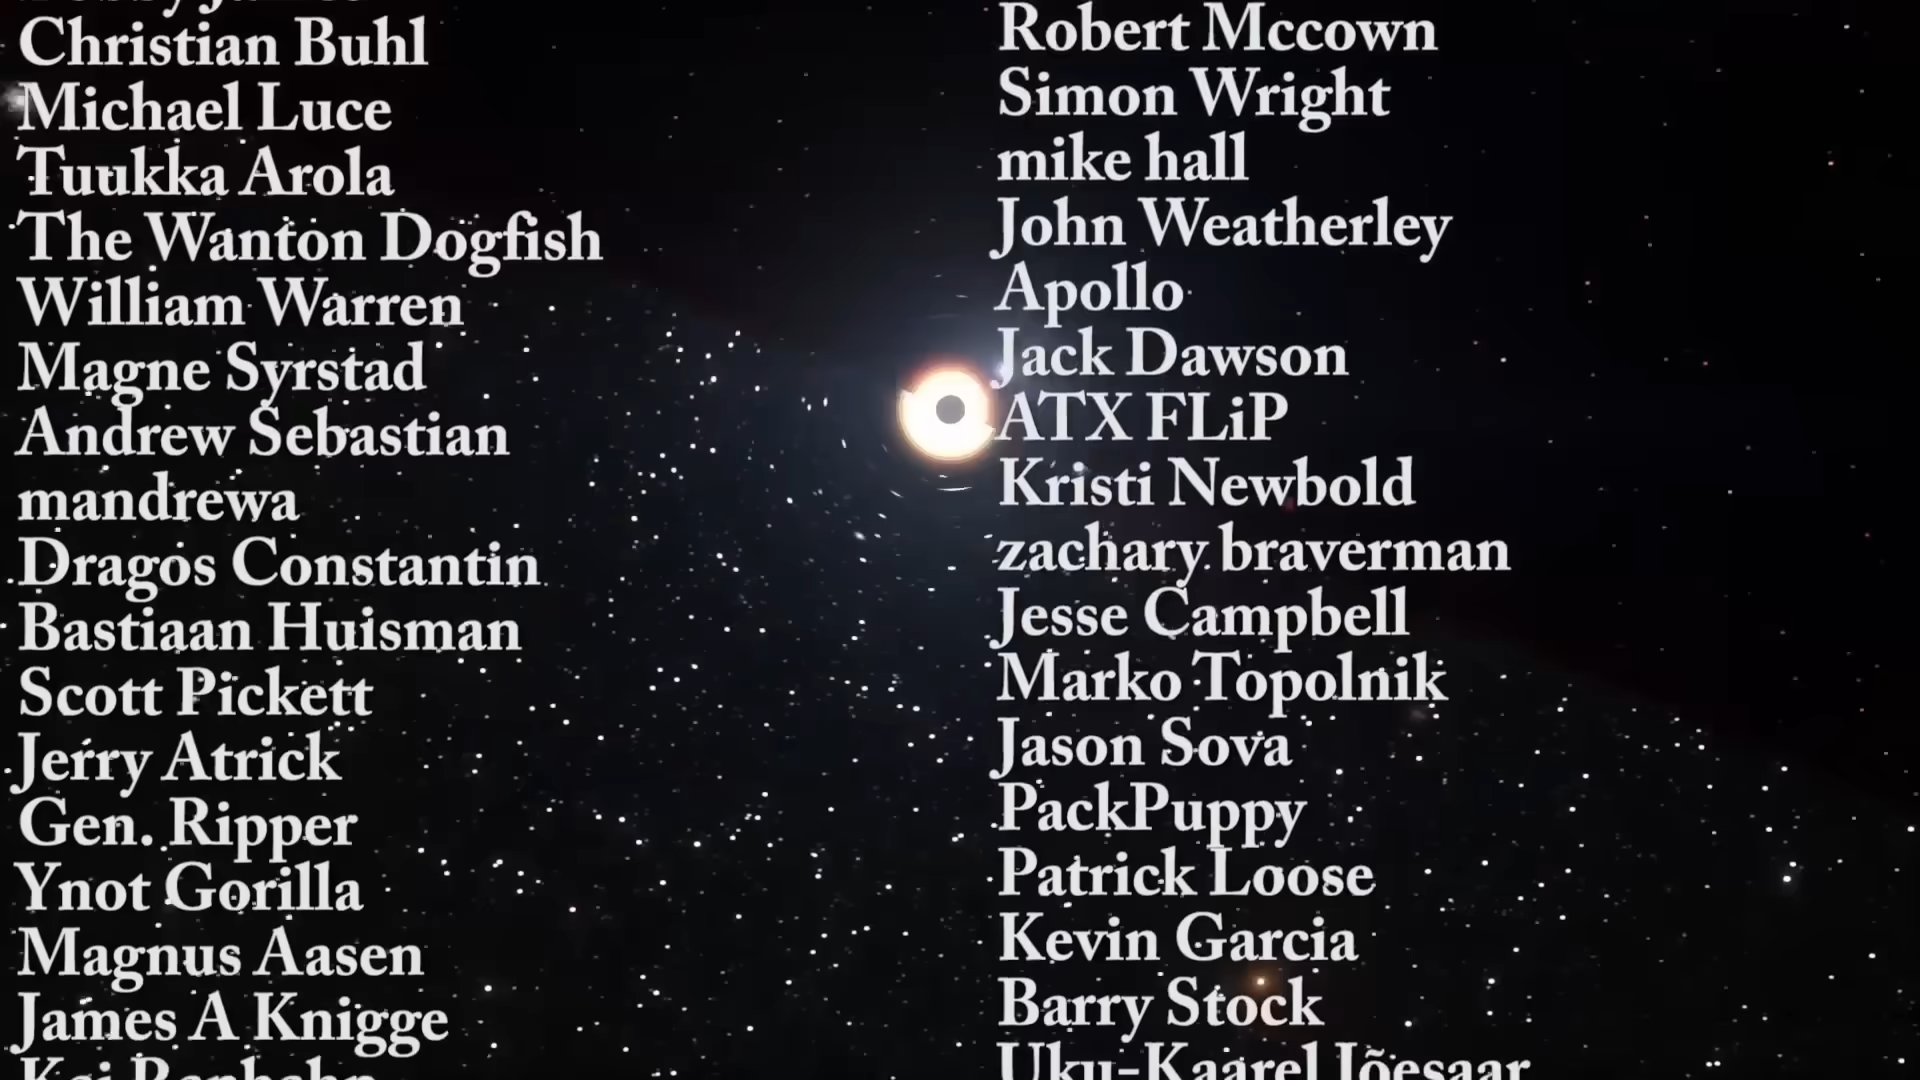 Christian Buhl
Michael Luce
Tuukka Arola
The Wanton Dogfish
William Warren
Magne Syrstad
Andrew Sebastian
mandrewa
Dragos Constantin
Bastiaan Huisman
Scott Pickett
Jerry Atrick
Gen. Ripper
Ynot Gorilla
Magnus Aasen
James A Knigge
Robert Mccown
Simon Wright
mike hall
John Weatherley
Apollo
Jack Dawson
ATX FLiP
Kristi Newbold
zachary braverman
Jesse Campbell
Marko Topolnik
Jason Sova
PackPuppy
Patrick Loose
Kevin Garcia
Barry Stock
Uku-Kaarel Jõesaar